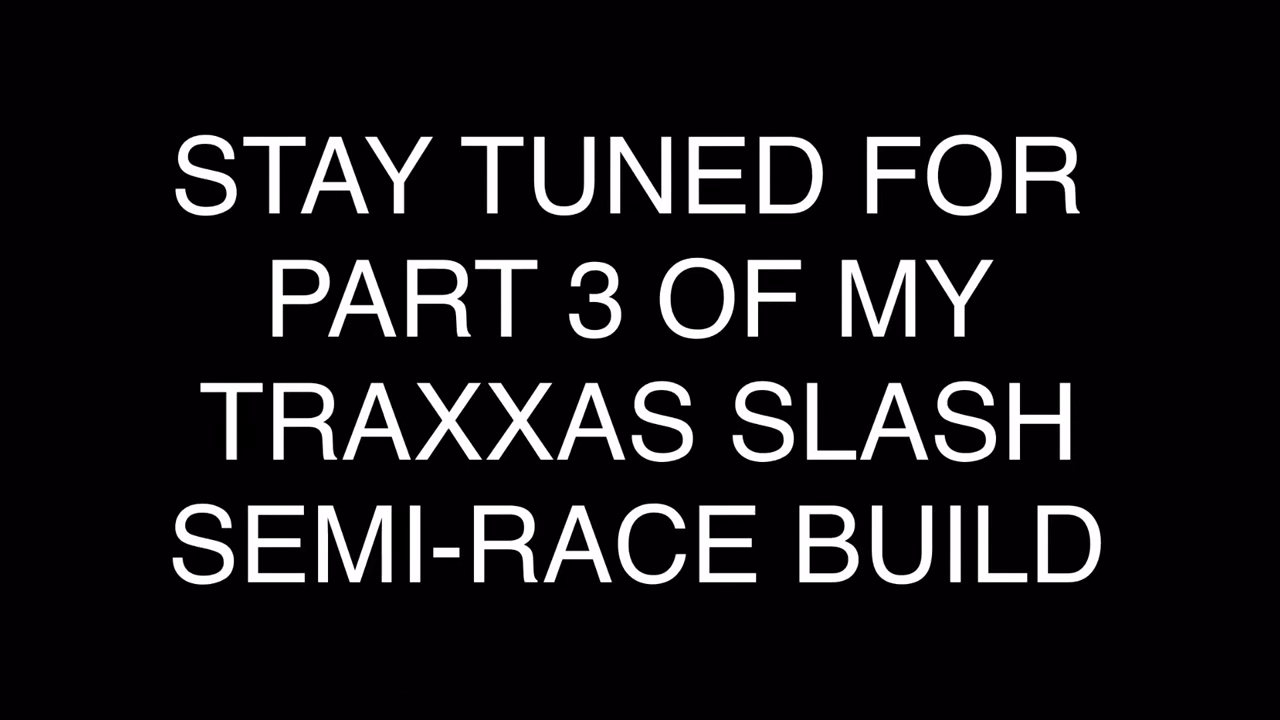 STAY TUNED FOR
PART 3 OF MY
TRAXXAS SLASH
SEMI-RACE BUILD